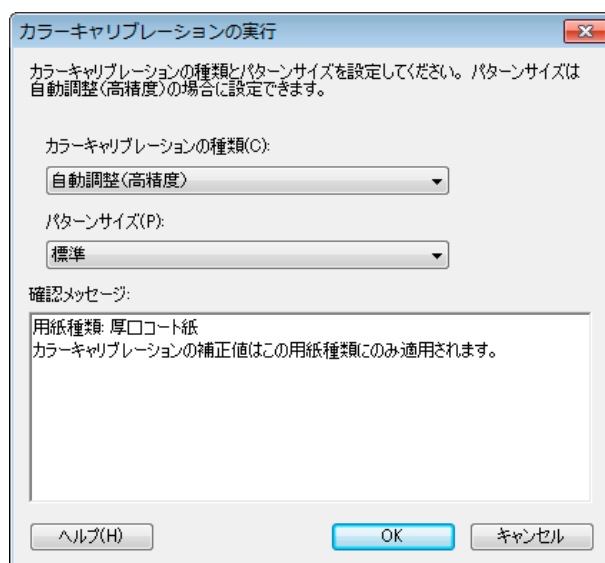 カラーキャリブレーションの実行
カラーキャリブレーションの種類とパターンサイズを設定してください。パターンサイズは
自動調整(高精度)の場合に設定できます。
カラーキャリブレーションの種類(C):
自動調整(高精度)
パターンサイズ(P):
標準
確認メッセージ:
用紙種類: 厚口コート紙
カラーキャリブレーションの補正値はこの用紙種類にのみ適用されます。
ヘルプ(H)
OK
キャンセル